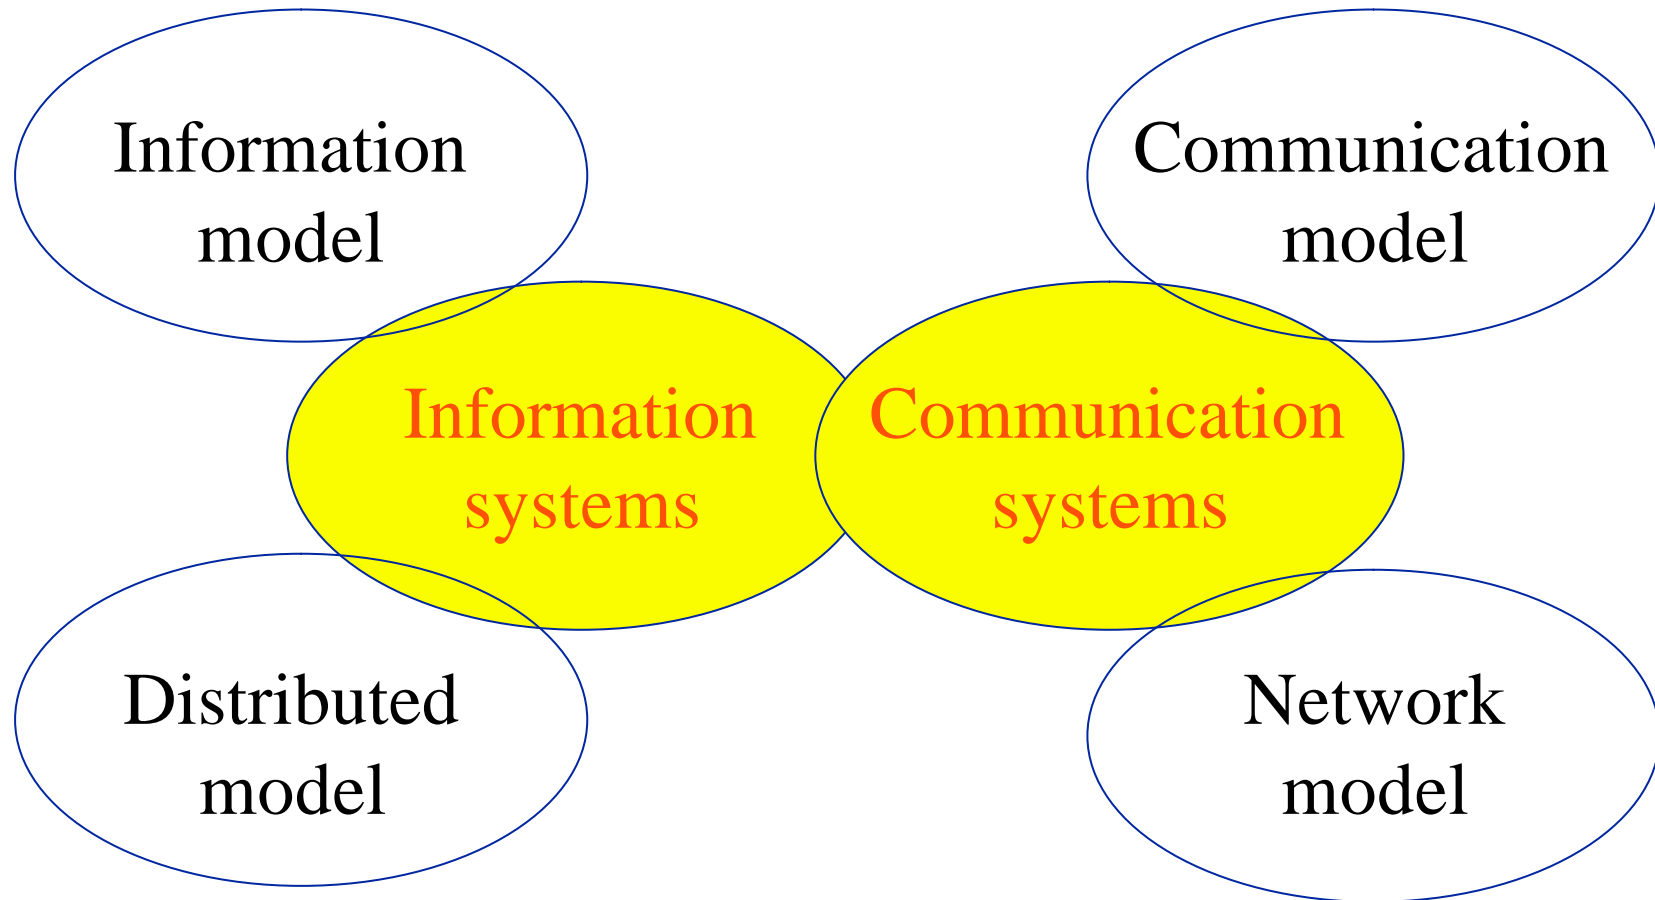 Information
model
Communication
model
Information
systems
Communication
systems
Distributed
model
Network
model